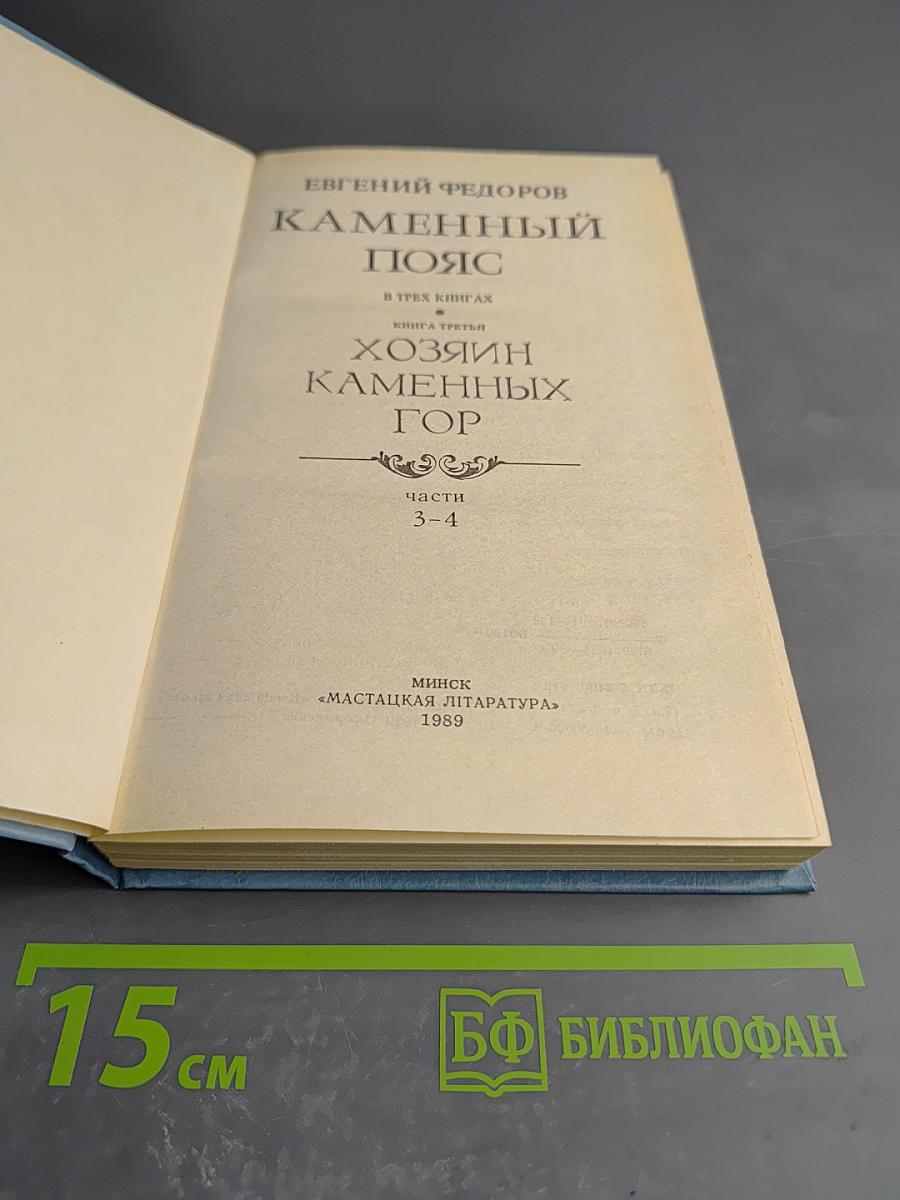 ЕВГЕНИЙ ФЕДОРОВ
КАМЕННЫЙ
ПОЯС
В ТРЕХ КНИГАХ
КНИГА ТРЕТЬЯ
ХОЗЯИН
КАМЕННЫХ
ГОР
части
3–4
МИНСК
«МАСТАЦКАЯ ЛІТАРАТУРА»
1989
15 см
БФ БИБЛИОФАН